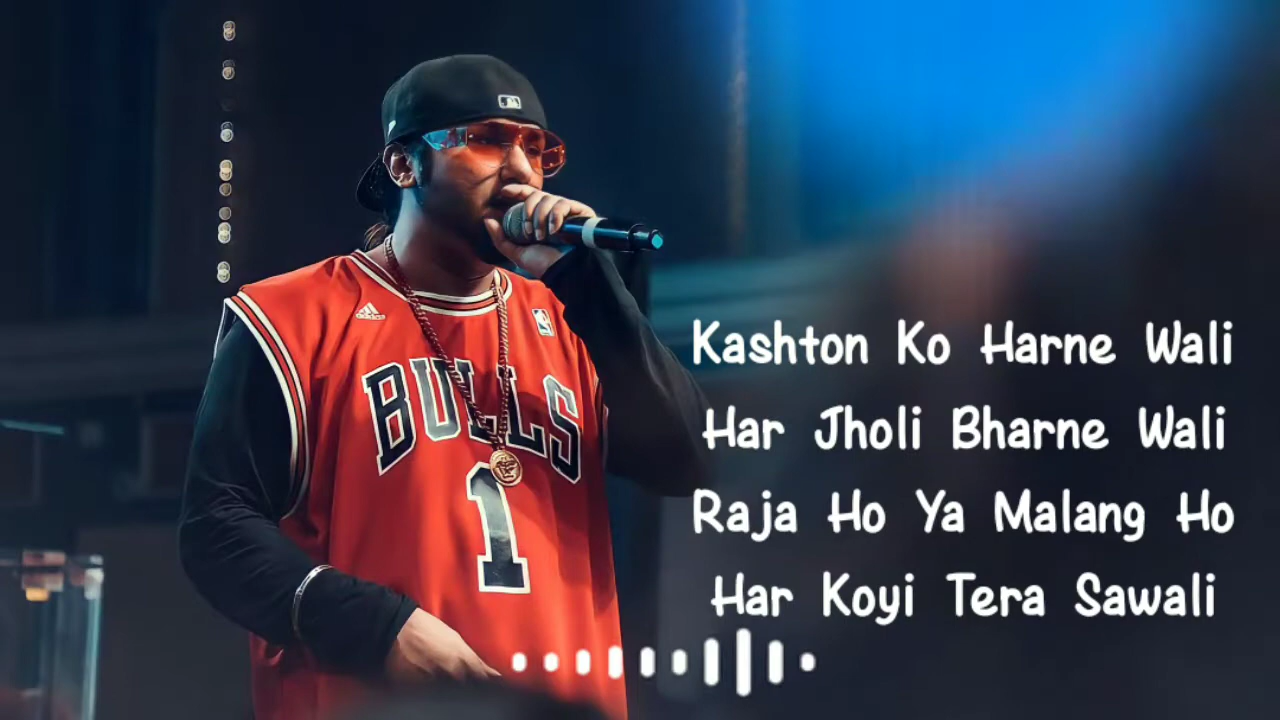 BULLS
1
Kashton Ko Harne Wali
Har Jholi Bharne Wali
Raja Ho Ya Malang Ho
Har Koyi Tera Sawali